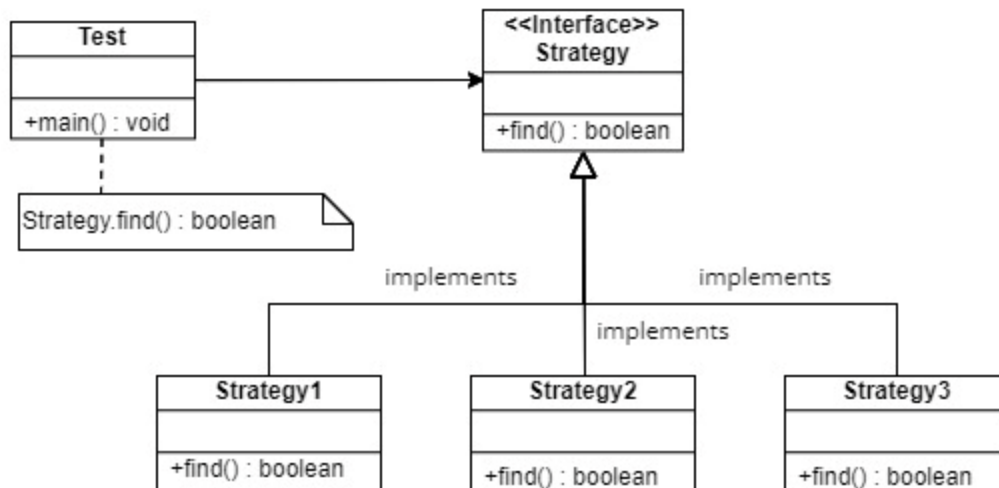 Test
+main() : void
Strategy.find() : boolean
<<Interface>>
Strategy
+find() : boolean
implements
implements
implements
Strategy1
+find() : boolean
Strategy2
+find() : boolean
Strategy3
+find() : boolean